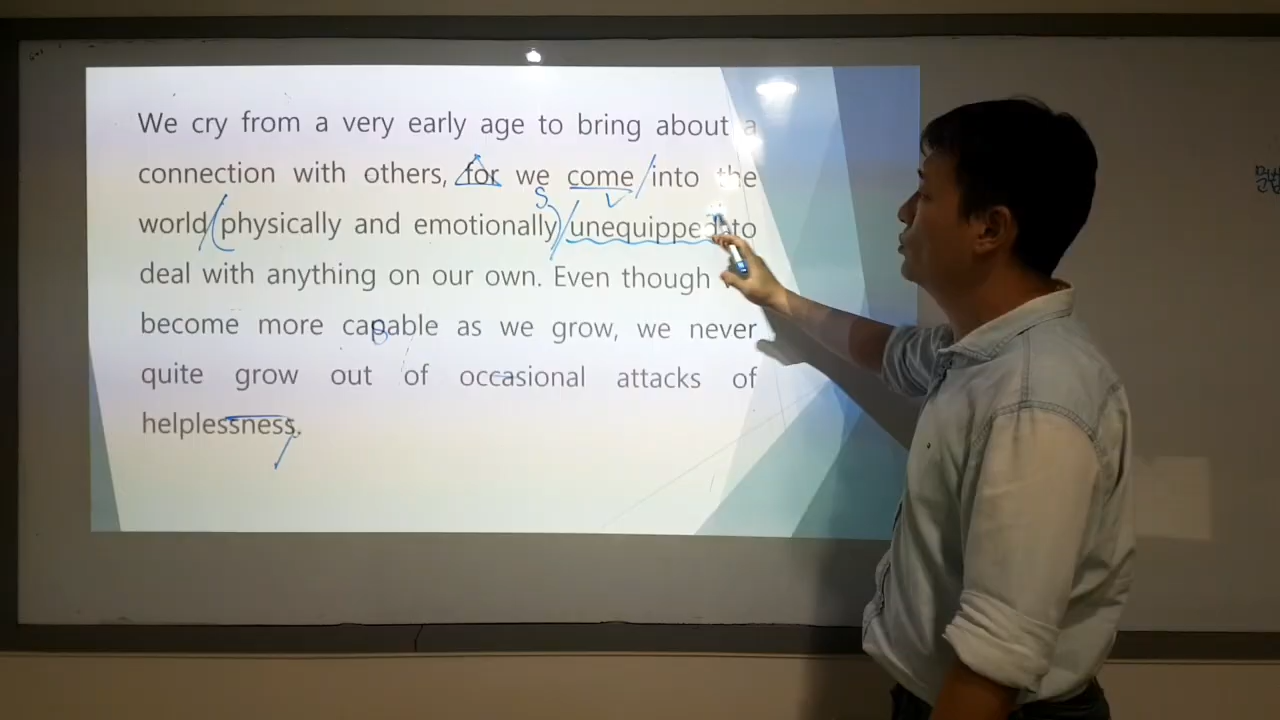 We cry from a very early age to bring about a
connection with others, for we come into the
S V
world physically and emotionally unequipped to
deal with anything on our own. Even though
become more capable as we grow, we never
quite grow out of occasional attacks of
helplessness.